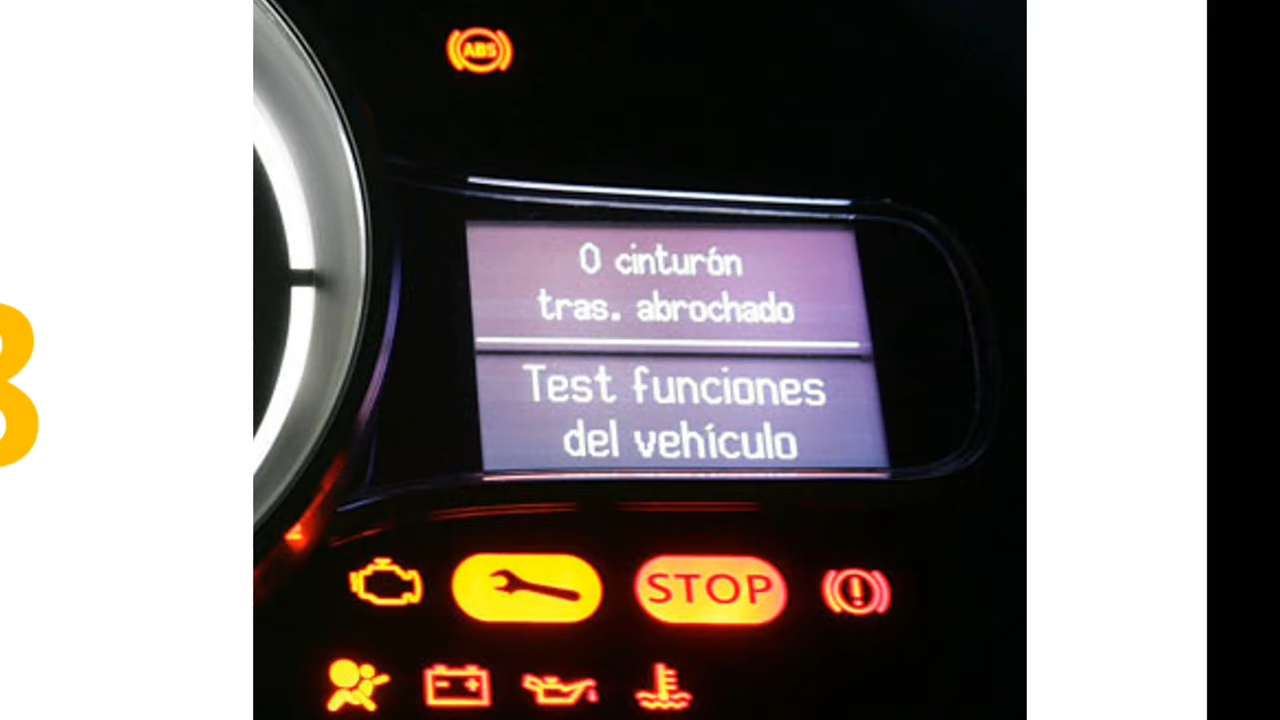 ABS
0 cinturón
tras. abrochado
Test funciones
del vehículo
STOP